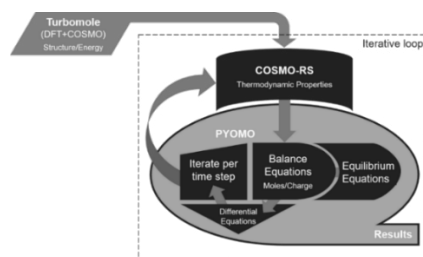 Turbomole
(DFT+COSMO)
Structure/Energy
Iterative loop
COSMO-RS
Thermodynamic Properties
PYOMO
Iterate per
time step
Balance
Equations
Moles/Charge
Equilibrium
Equations
Differential
Equations
Results